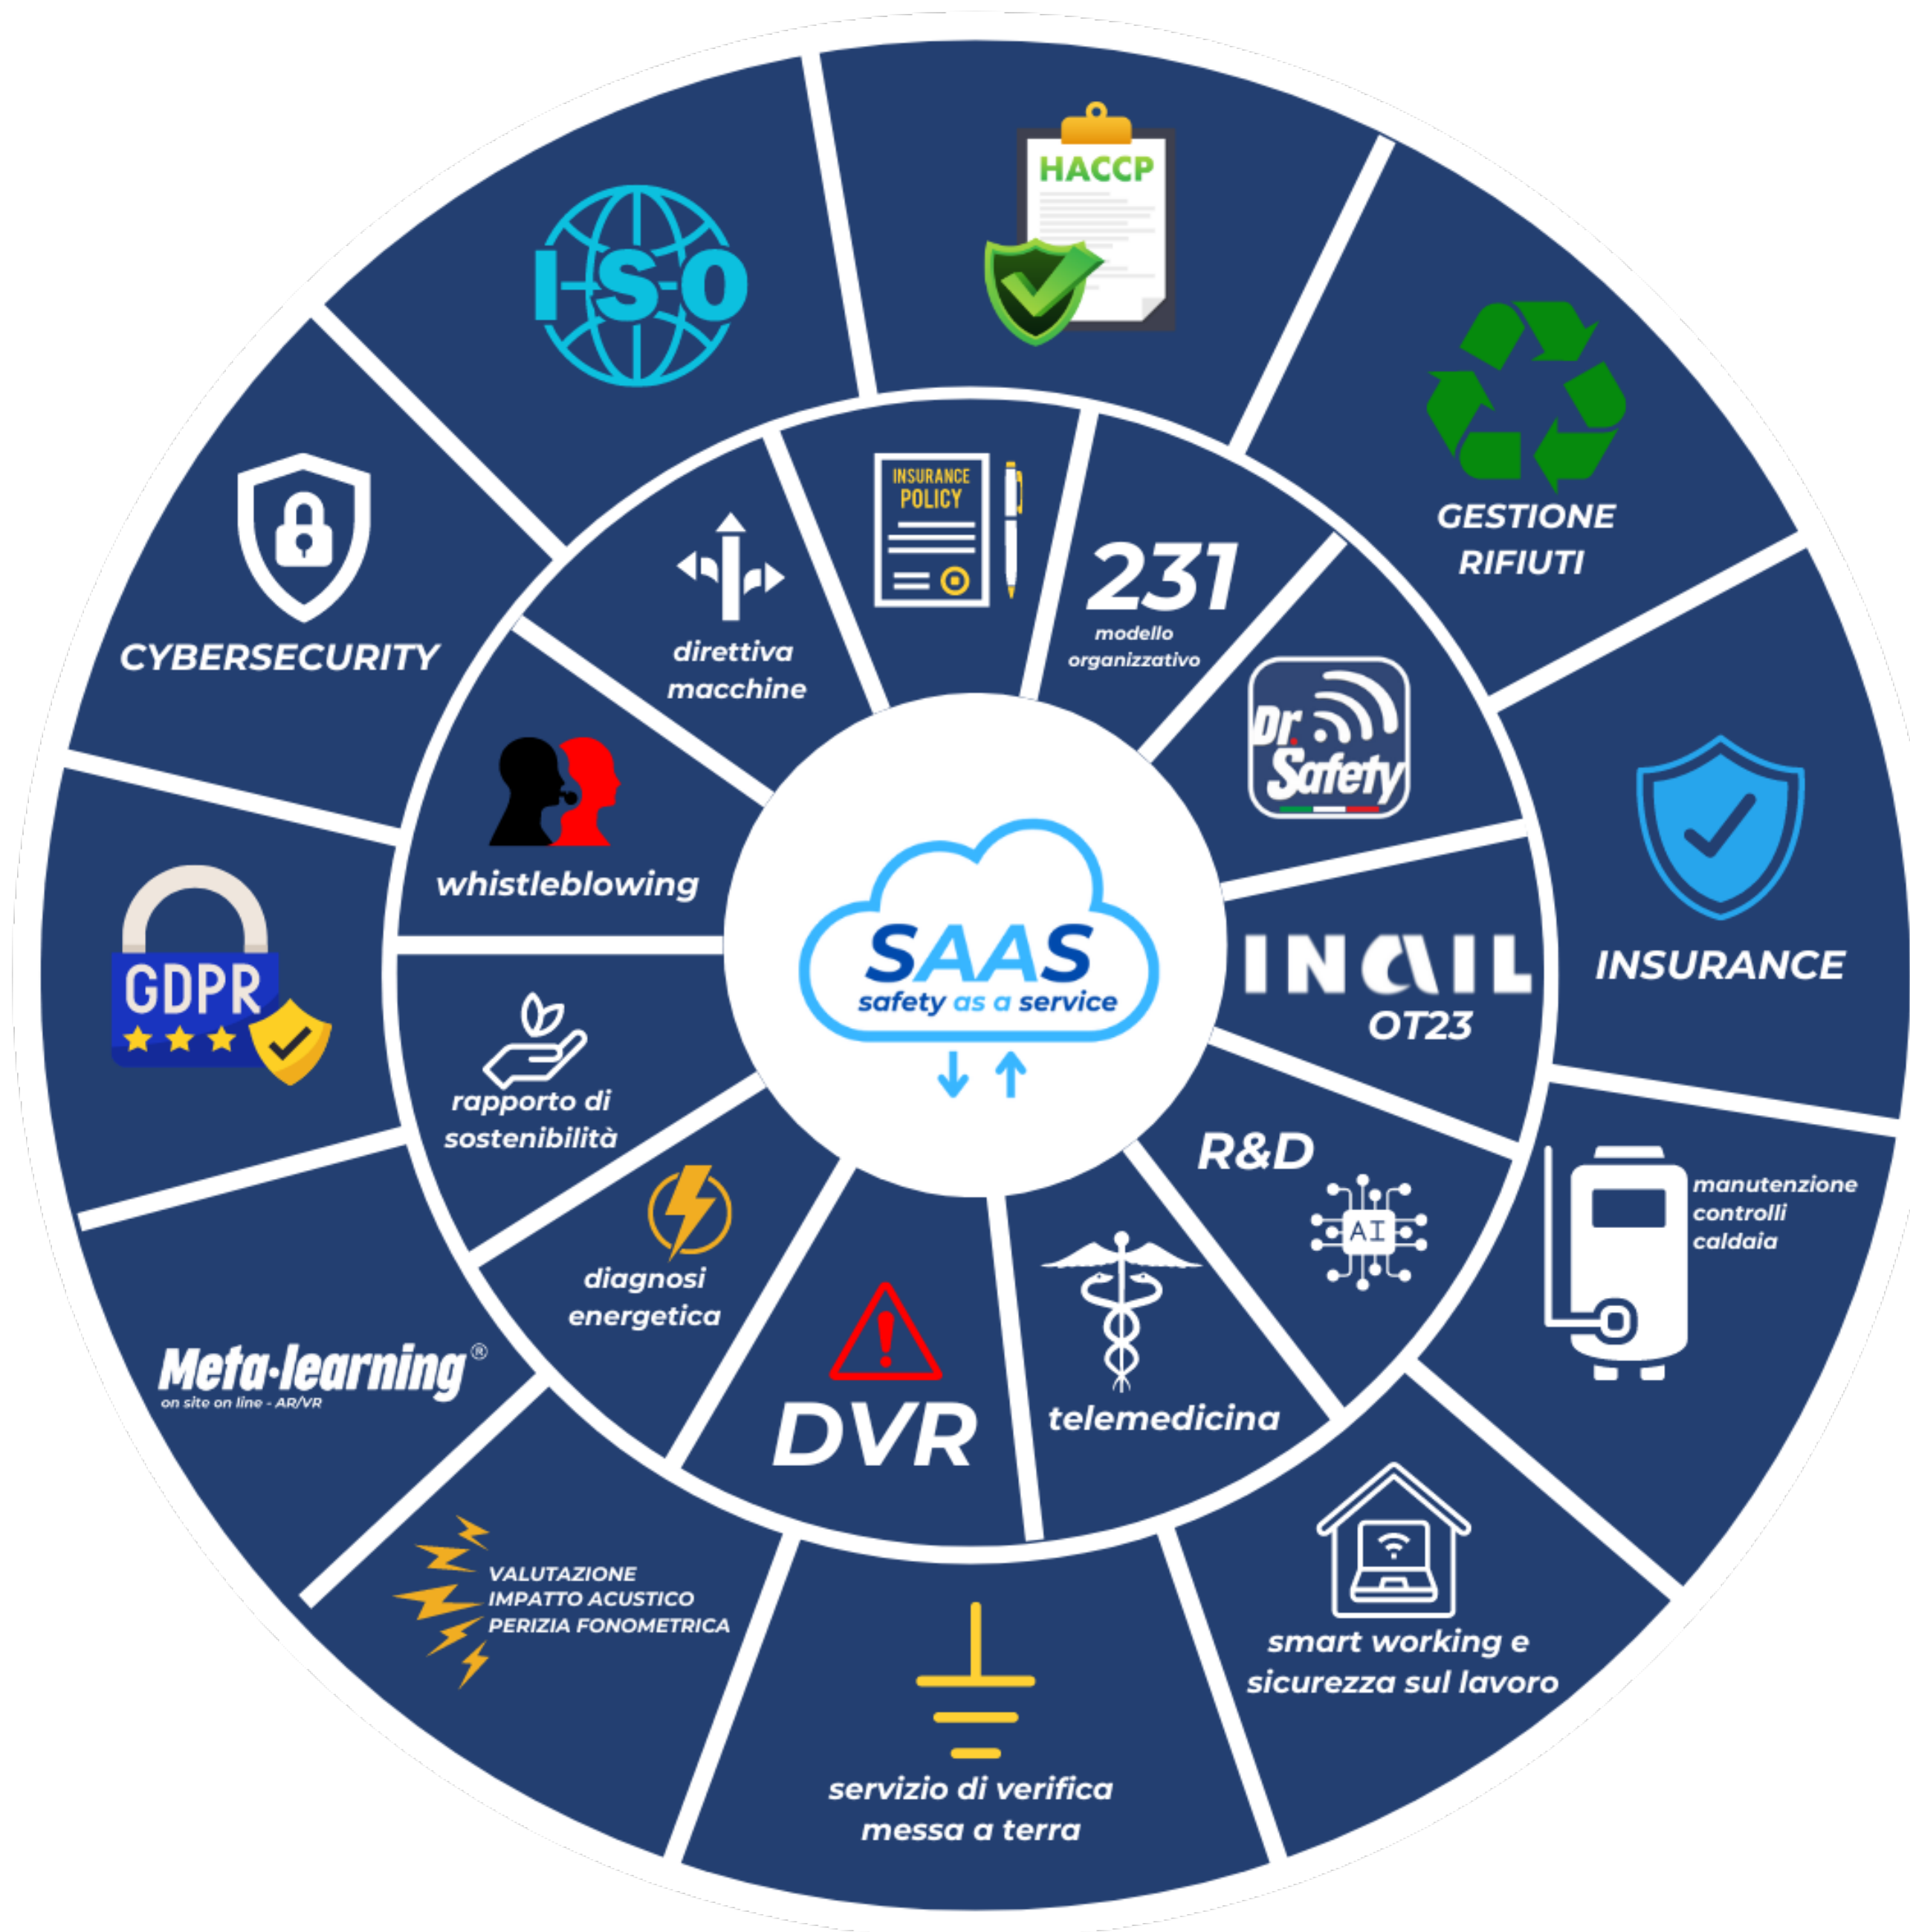 HACCP
ISO
GESTIONE
RIFIUTI
CYBERSECURITY
INSURANCE
POLICY
231
modello
organizzativo
direttiva
macchine
Dr.
Safety
whistleblowing
INSURANCE
INAIL
OT23
SAAS
safety as a service
GDPR
rapporto di
sostenibilità
R&D
AI
manutenzione
controlli
caldaia
diagnosi
energetica
DVR
telemedicina
Meta·learning®
on site on line - AR/VR
VALUTAZIONE
IMPATTO ACUSTICO
PERIZIA FONOMETRICA
smart working e
sicurezza sul lavoro
servizio di verifica
messa a terra